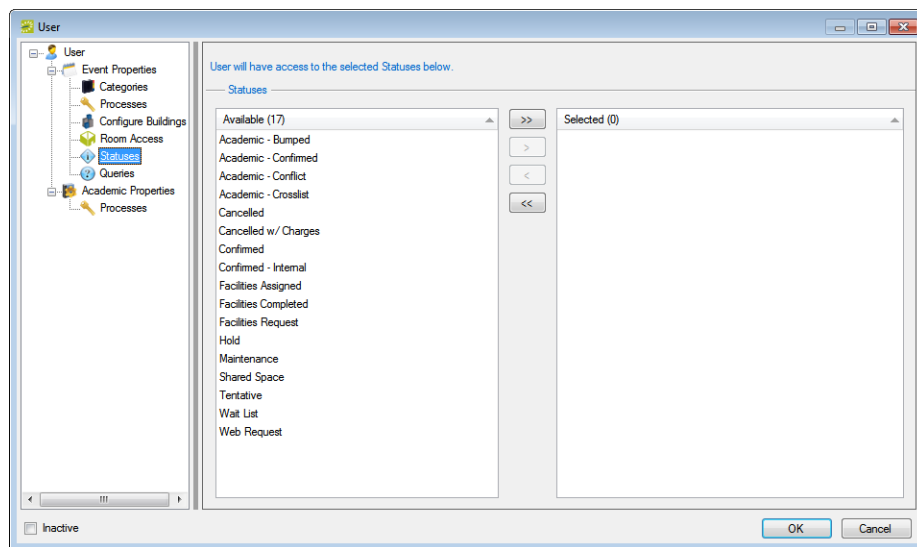 User
User
Event Properties
Categories
Processes
Configure Buildings
Room Access
Statuses
Queries
Academic Properties
Processes
User will have access to the selected Statuses below.
Statuses
Available (17)
Academic - Bumped
Academic - Confirmed
Academic - Conflict
Academic - Crosslist
Cancelled
Cancelled w/ Charges
Confirmed
Confirmed - Internal
Facilities Assigned
Facilities Completed
Facilities Request
Hold
Maintenance
Shared Space
Tentative
Wait List
Web Request
>>
>
<
<<
Selected (0)
Inactive
OK
Cancel